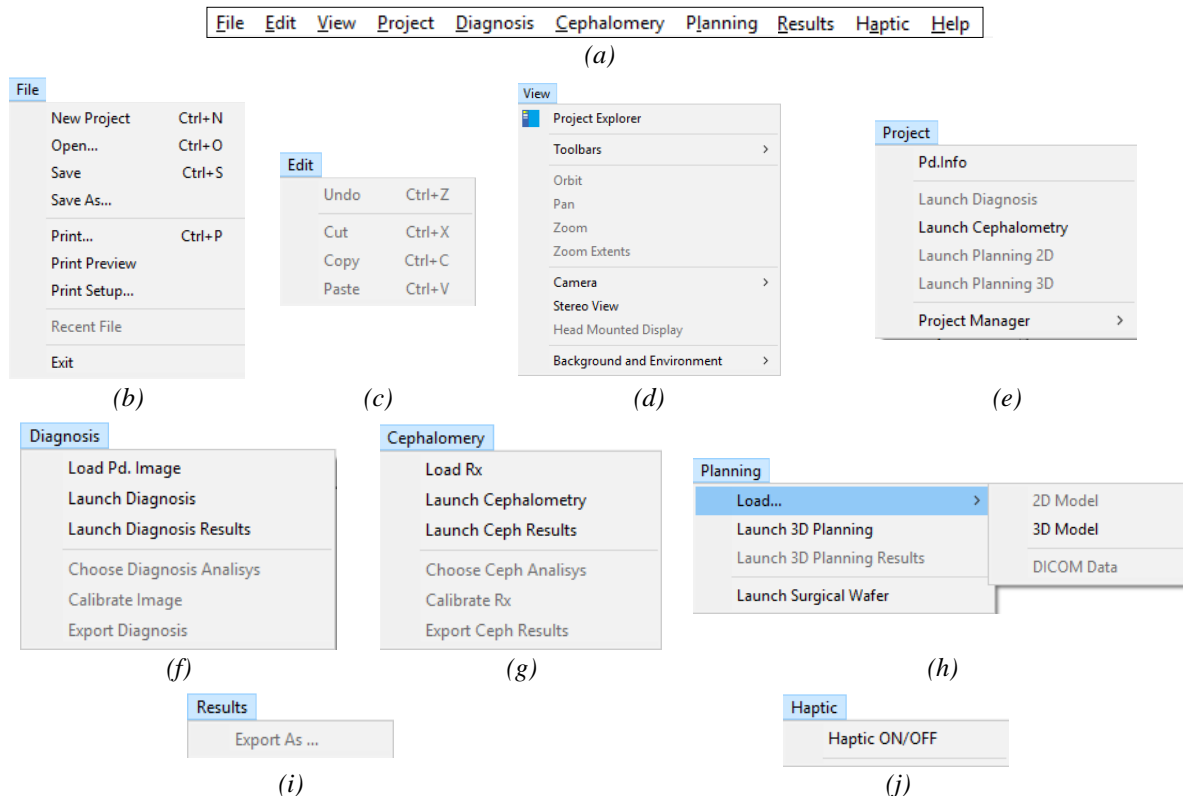 File Edit View Project Diagnosis Cephalometry Planning Results Haptic Help
(a)
File
New Project Ctrl+N
Open... Ctrl+O
Save Ctrl+S
Save As...
Print... Ctrl+P
Print Preview
Print Setup...
Recent File
Exit
(b)
Edit
Undo Ctrl+Z
Cut Ctrl+X
Copy Ctrl+C
Paste Ctrl+V
(c)
View
Project Explorer
Toolbars >
Orbit
Pan
Zoom
Zoom Extents
Camera >
Stereo View
Head Mounted Display
Background and Environment >
(d)
Project
Pd.Info
Launch Diagnosis
Launch Cephalometry
Launch Planning 2D
Launch Planning 3D
Project Manager >
(e)
Diagnosis
Load Pd. Image
Launch Diagnosis
Launch Diagnosis Results
Choose Diagnosis Analisys
Calibrate Image
Export Diagnosis
(f)
Cephalomery
Load Rx
Launch Cephalometry
Launch Ceph Results
Choose Ceph Analisys
Calibrate Rx
Export Ceph Results
(g)
Planning
Load... >
Launch 3D Planning
Launch 3D Planning Results
Launch Surgical Wafer
2D Model
3D Model
DICOM Data
(h)
Results
Export As ...
(i)
Haptic
Haptic ON/OFF
(j)